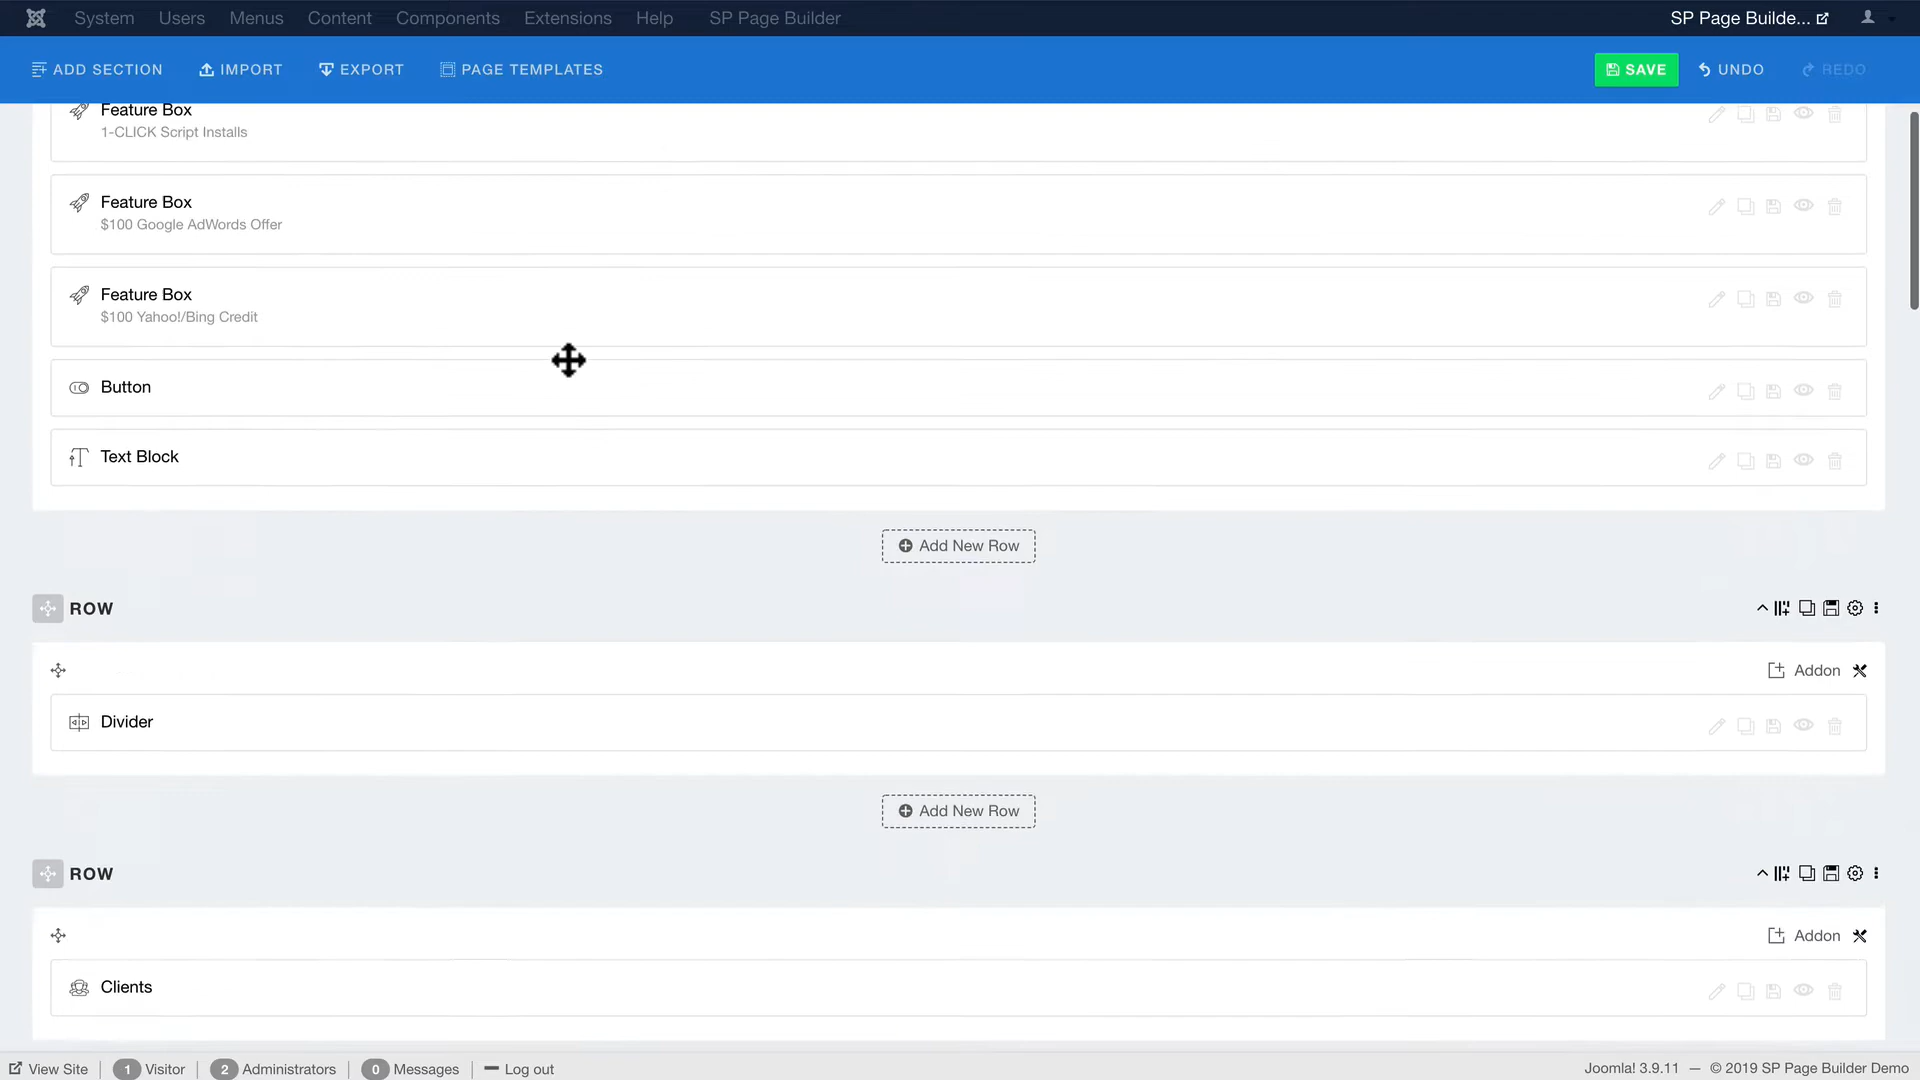 System Users Menus Content Components Extensions Help SP Page Builder SP Page Builde...
ADD SECTION IMPORT EXPORT PAGE TEMPLATES SAVE UNDO REDO
Feature Box
1-CLICK Script Installs
Feature Box
$100 Google AdWords Offer
Feature Box
$100 Yahoo!/Bing Credit
Button
Text Block
Add New Row
ROW
Addon
Divider
Add New Row
ROW
Addon
Clients
View Site 1 Visitor 2 Administrators 0 Messages Log out Joomla! 3.9.11 — © 2019 SP Page Builder Demo